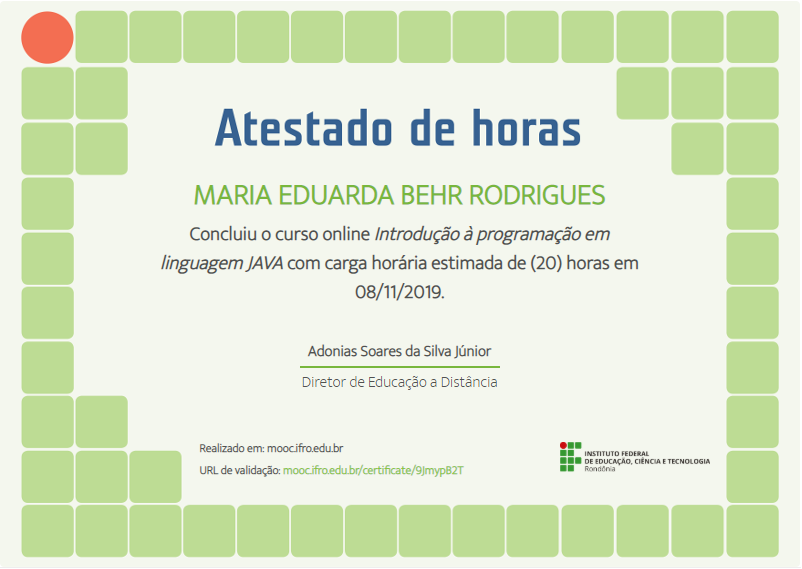 Atestado de horas
MARIA EDUARDA BEHR RODRIGUES
Concluiu o curso online Introdução à programação em
linguagem JAVA com carga horária estimada de (20) horas em
08/11/2019.
Adonias Soares da Silva Júnior
Diretor de Educação a Distância
Realizado em: mooc.ifro.edu.br
URL de validação: mooc.ifro.edu.br/certificate/9Jmyp82T
INSTITUTO FEDERAL
DE EDUCAÇÃO, CIÊNCIA E TECNOLOGIA
Rondônia